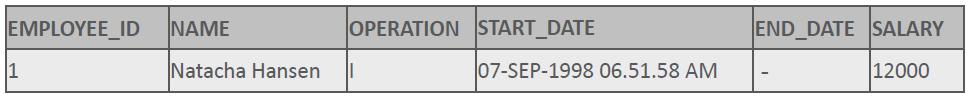 EMPLOYEE_ID NAME OPERATION START_DATE END_DATE SALARY
1 Natacha Hansen I 07-SEP-1998 06.51.58 AM - 12000